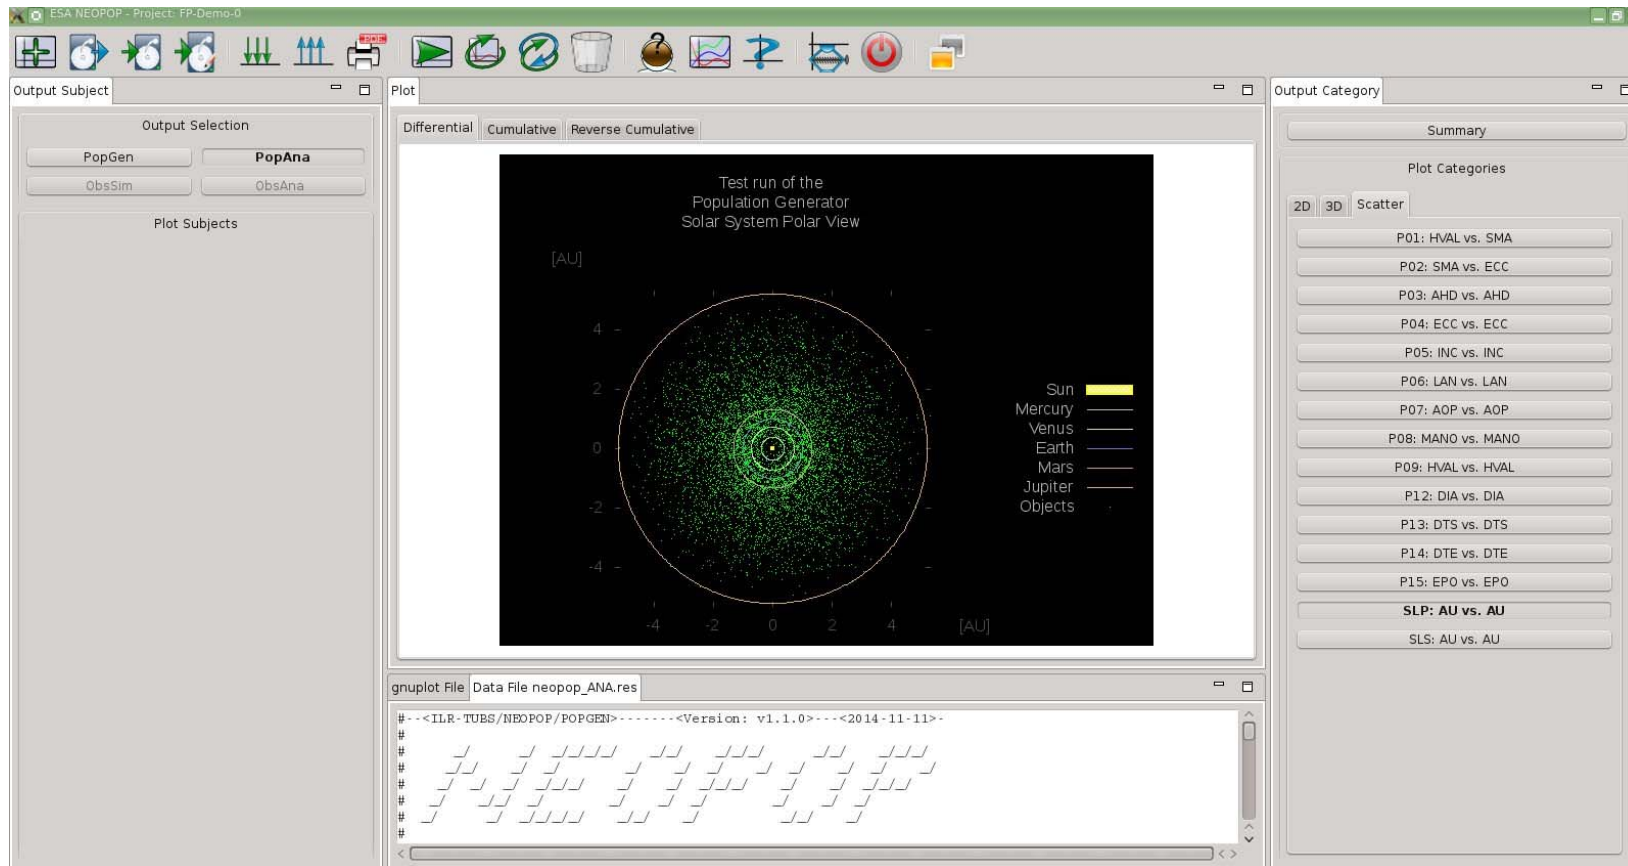 ESA NEOPOP - Project: FP-Demo-0
Output Subject
Output Selection
PopGen
PopAna
ObsSim
ObsAna
Plot Subjects
Plot
Differential
Cumulative
Reverse Cumulative
Test run of the
Population Generator
Solar System Polar View
[AU]
4
2
0
-2
-4
-4
-2
0
2
4
[AU]
Sun
Mercury
Venus
Earth
Mars
Jupiter
Objects
gnuplot File
Data File neopop_ANA.res
#--<ILR-TUBS/NEOPOP/POPGEN>-------<Version: v1.1.0>---<2014-11-11>-
#
#
#
#
#
#
#
NEOPOP
Output Category
Summary
Plot Categories
2D
3D
Scatter
P01: HVAL vs. SMA
P02: SMA vs. ECC
P03: AHD vs. AHD
P04: ECC vs. ECC
P05: INC vs. INC
P06: LAN vs. LAN
P07: AOP vs. AOP
P08: MANO vs. MANO
P09: HVAL vs. HVAL
P12: DIA vs. DIA
P13: DTS vs. DTS
P14: DTE vs. DTE
P15: EPO vs. EPO
SLP: AU vs. AU
SLS: AU vs. AU